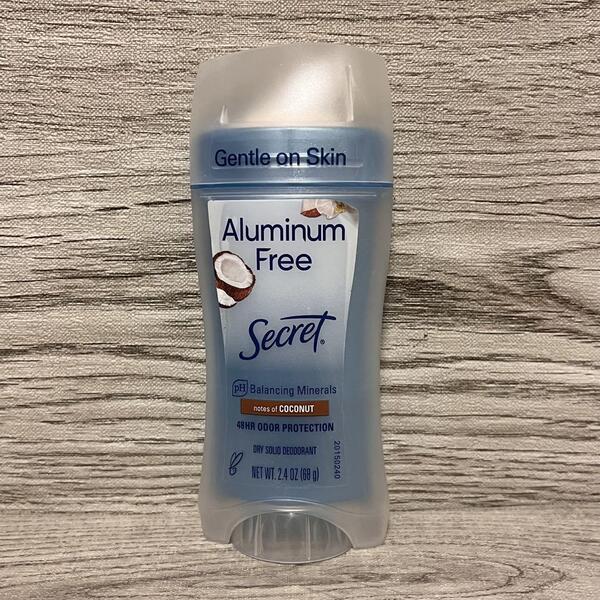 Gentle on Skin
Aluminum
Free
Secret®
pH Balancing Minerals
notes of COCONUT
48HR ODOR PROTECTION
DRY SOLID DEODORANT
NET WT. 2.4 OZ (68 g)
20150240